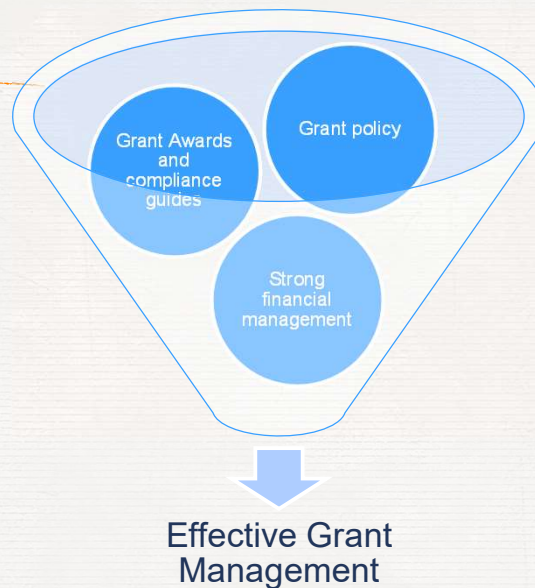 Grant Awards
and
compliance
guides
Grant policy
Strong
financial
management
Effective Grant
Management